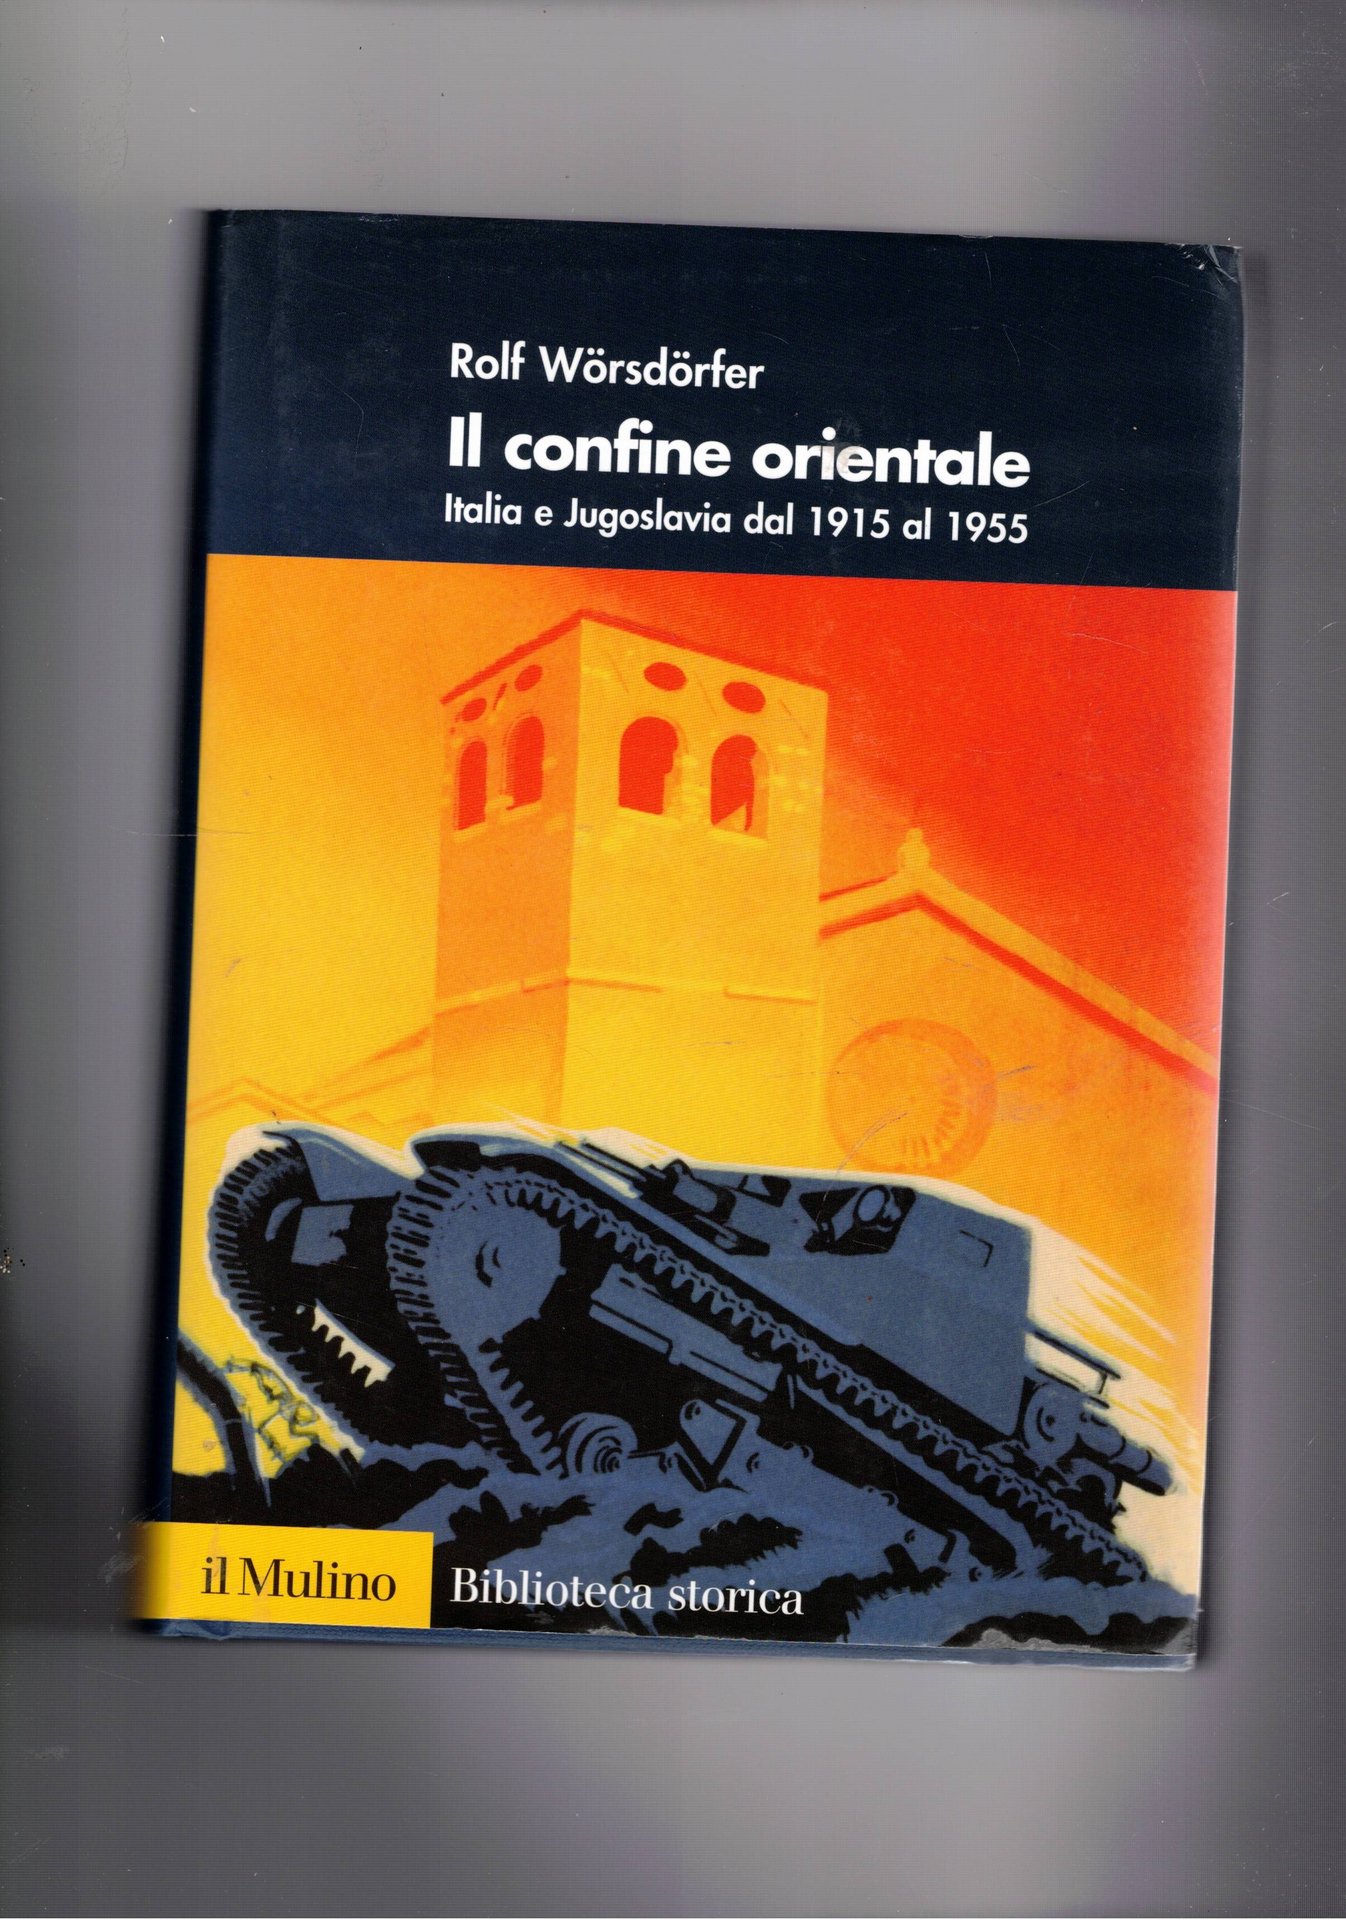 Rolf Wörsdörfer
Il confine orientale
Italia e Jugoslavia dal 1915 al 1955
il Mulino
Biblioteca storica